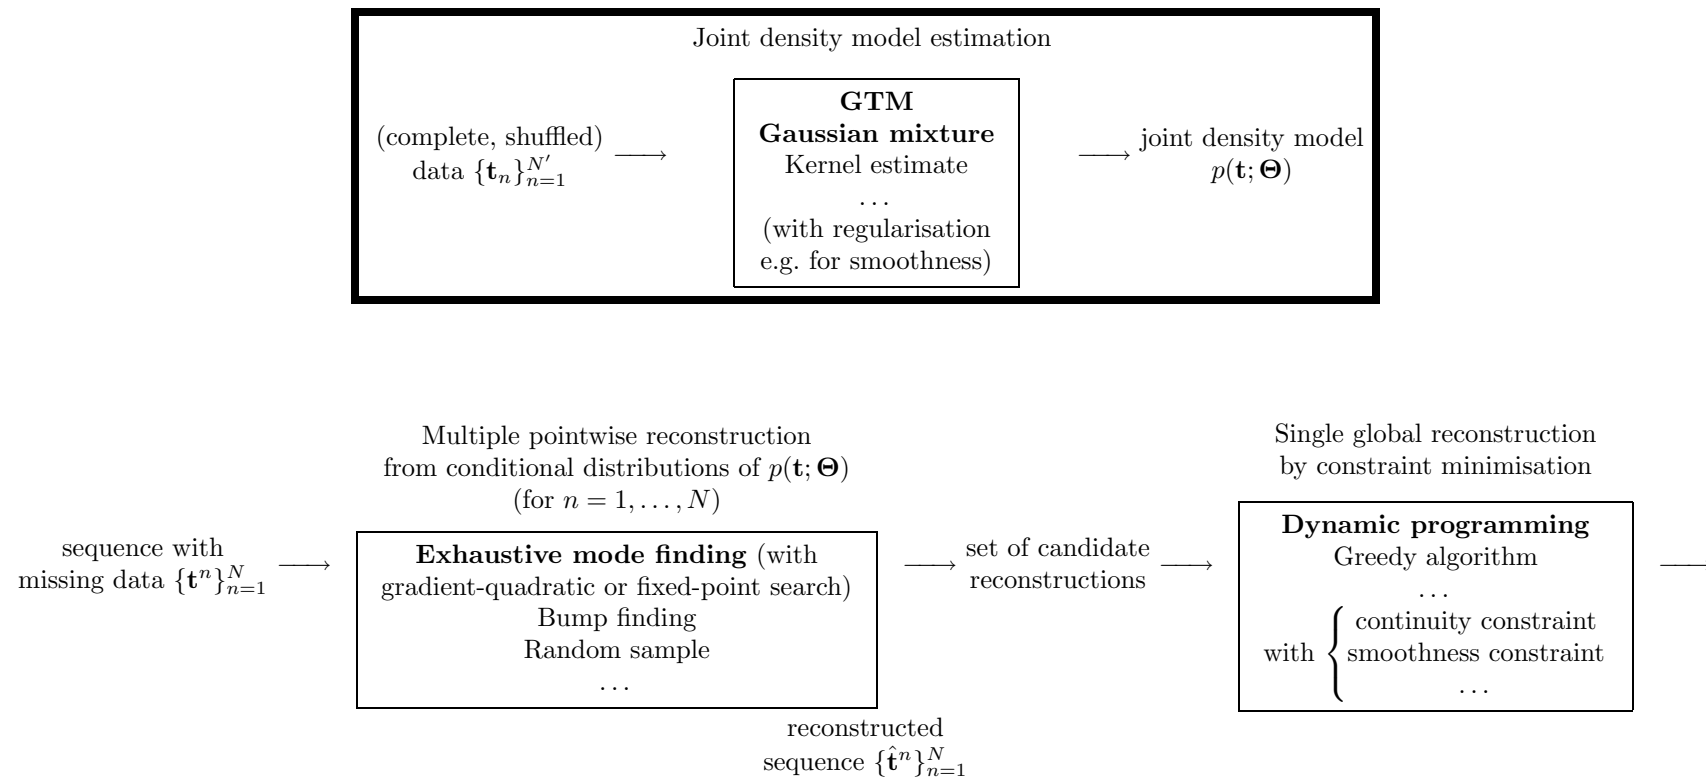 Joint density model estimation
(complete, shuffled)
data {𝐭ₙ}ₙ₌₁^{N′}
⟶
GTM
Gaussian mixture
Kernel estimate
...
(with regularisation
e.g. for smoothness)
⟶
joint density model
p(𝐭; 𝚯)
Multiple pointwise reconstruction
from conditional distributions of p(𝐭; 𝚯)
(for n = 1, . . . , N)
sequence with
missing data {𝐭ⁿ}ₙ₌₁^{N}
⟶
Exhaustive mode finding (with
gradient-quadratic or fixed-point search)
Bump finding
Random sample
...
⟶
set of candidate
reconstructions
⟶
Single global reconstruction
by constraint minimisation
Dynamic programming
Greedy algorithm
...
with { continuity constraint
smoothness constraint
...
reconstructed
sequence {𝐭̂ⁿ}ₙ₌₁^{N}